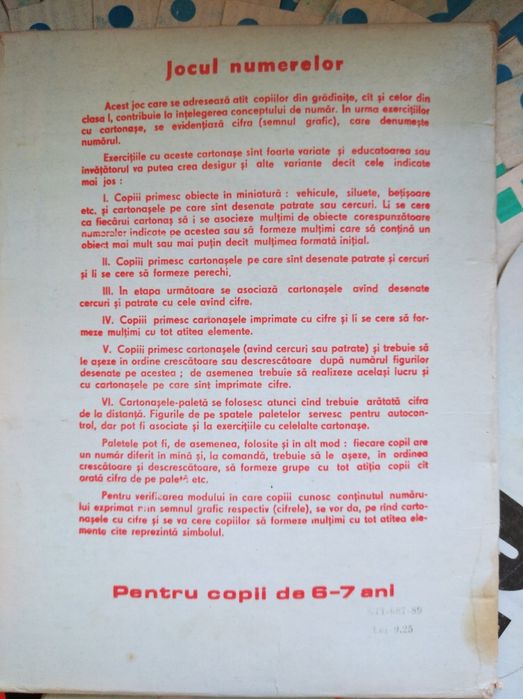 Jocul numerelor
Acest joc care se adresează atît copiilor din grădinițe, cît și celor din
clasa I, contribuie la înțelegerea conceptului de număr. În urma exercițiilor
cu cartonașe, se evidențiază cifra (semnul grafic), care denumește
numărul.
Exercițiile cu aceste cartonașe sînt foarte variate și educatoarea sau
învățătorul va putea crea desigur și alte variante decît cele indicate
mai jos :
I. Copiii primesc obiecte în miniatură : vehicule, siluete, bețișoare
etc. și cartonașele pe care sînt desenate patrate sau cercuri. Li se cere
ca fiecărui cartonaș să i se asocieze mulțimi de obiecte corespunzătoare
numerelor indicate pe acestea sau să formeze mulțimi care să conțină un
obiect mai mult sau mai puțin decît mulțimea formată inițial.
II. Copiii primesc cartonașele pe care sînt desenate patrate și cercuri
și li se cere să formeze perechi.
III. În etapa următoare se asociază cartonașele avînd desenate
cercuri și patrate cu cele avînd cifre.
IV. Copiii primesc cartonașele imprimate cu cifre și li se cere să for-
meze mulțimi cu tot atîtea elemente.
V. Copiii primesc cartonașele (avînd cercuri sau patrate) și trebuie să
le așeze în ordine crescătoare sau descrescătoare după numărul figurilor
desenate pe acestea ; de asemenea trebuie să realizeze același lucru și
cu cartonașele pe care sînt imprimate cifre.
VI. Cartonașele-paletă se folosesc atunci cînd trebuie arătată cifra
de la distanță. Figurile de pe spatele paletelor servesc pentru autocon-
trol, dar pot fi asociate și la exercițiile cu celelalte cartonașe.
Paletele pot fi, de asemenea, folosite și în alt mod : fiecare copil are
un număr diferit în mînă și, la comandă, trebuie să le așeze, în ordinea
crescătoare și descrescătoare, să formeze grupe cu tot atîția copii cît
arată cifra de pe paletă etc.
Pentru verificarea modului în care copiii cunosc conținutul număru-
lui exprimat prin semnul grafic respectiv (cifrele), se vor da, pe rînd carto-
nașele cu cifre și se va cere copiilor să formeze mulțimi cu tot atîtea ele-
mente cîte reprezintă simbolul.
Pentru copii de 6-7 ani
Lei 9.25